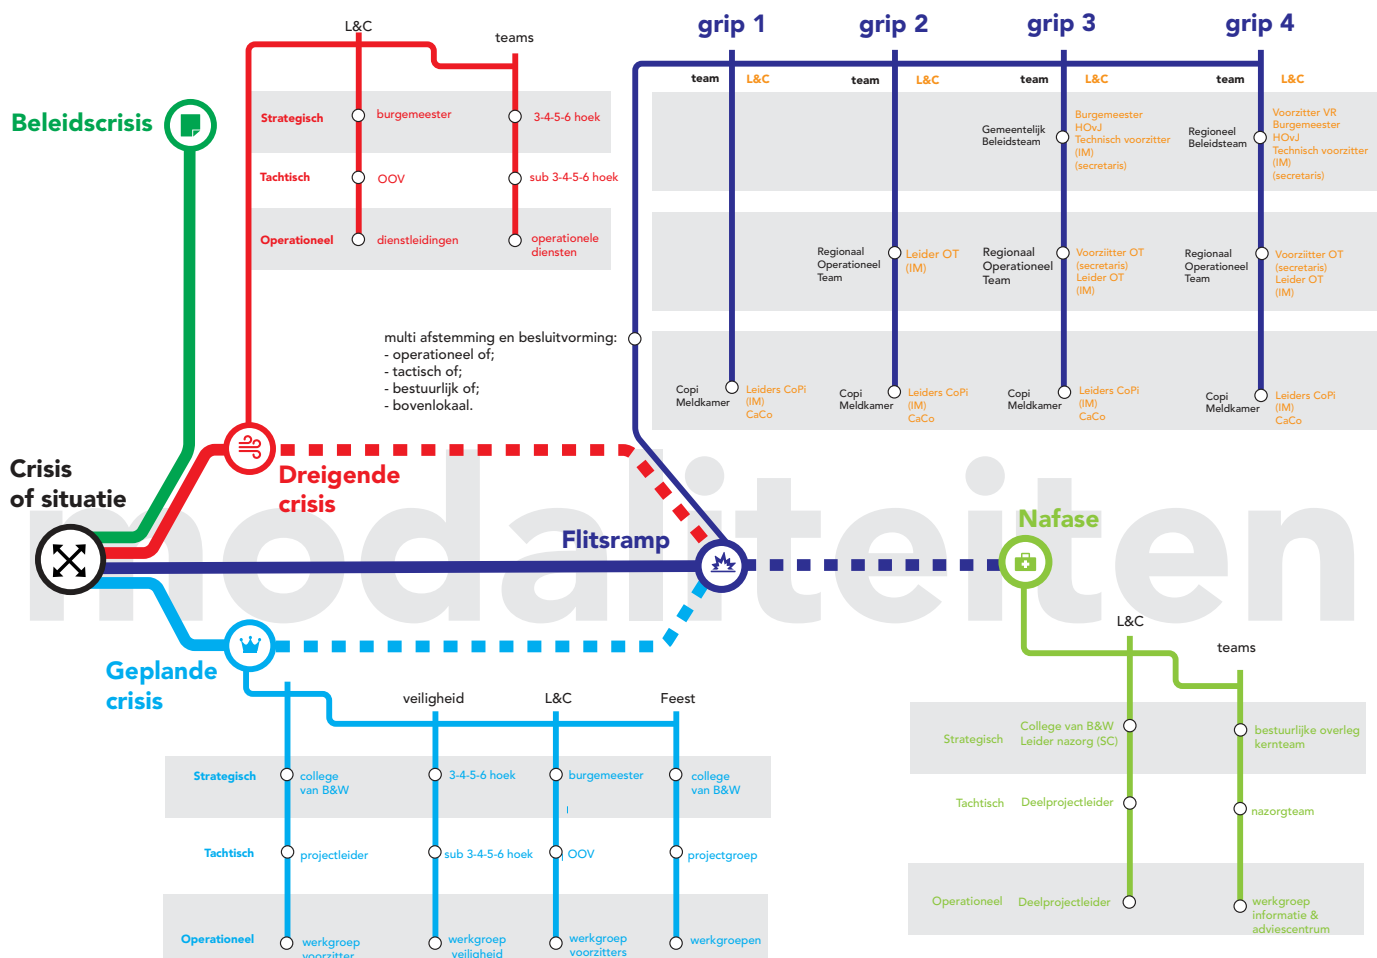 L&C
teams
Strategisch
burgemeester
3-4-5-6 hoek
Tachtisch
OOV
sub 3-4-5-6 hoek
Operationeel
dienstleidingen
operationele
diensten
Beleidscrisis
grip 1
grip 2
grip 3
grip 4
team
L&C
team
L&C
team
L&C
team
L&C
Gemeentelijk
Beleidsteam
Burgemeester
HOvJ
Technisch voorzitter
(IM)
(secretaris)
Regioneel
Beleidsteam
Voorzitter VR
Burgemeester
HOvJ
Technisch voorzitter
(IM)
(secretaris)
Regionaal
Operationeel
Team
Leider OT
(IM)
Regionaal
Operationeel
Team
Voorziitter OT
(secretaris)
Leider OT
(IM)
Regionaal
Operationeel
Team
Voorziitter OT
(secretaris)
Leider OT
(IM)
Copi
Meldkamer
Leiders CoPi
(IM)
CaCo
Copi
Meldkamer
Leiders CoPi
(IM)
CaCo
Copi
Meldkamer
Leiders CoPi
(IM)
CaCo
Copi
Meldkamer
Leiders CoPi
(IM)
CaCo
multi afstemming en besluitvorming:
- operationeel of;
- tactisch of;
- bestuurlijk of;
- bovenlokaal.
Crisis
of situatie
Dreigende
crisis
Flitsramp
Nafase
modaliteiten
Geplande
crisis
veiligheid
L&C
Feest
Strategisch
college
van B&W
3-4-5-6 hoek
burgemeester
college
van B&W
Tachtisch
projectleider
sub 3-4-5-6 hoek
OOV
projectgroep
Operationeel
werkgroep
voorzitter
werkgroep
veiligheid
werkgroep
voorzitters
werkgroepen
L&C
teams
Strategisch
College van B&W
Leider nazorg (SC)
bestuurlijke overleg
kernteam
Tachtisch
Deelprojectleider
nazorgteam
Operationeel
Deelprojectleider
werkgroep
informatie &
adviescentrum